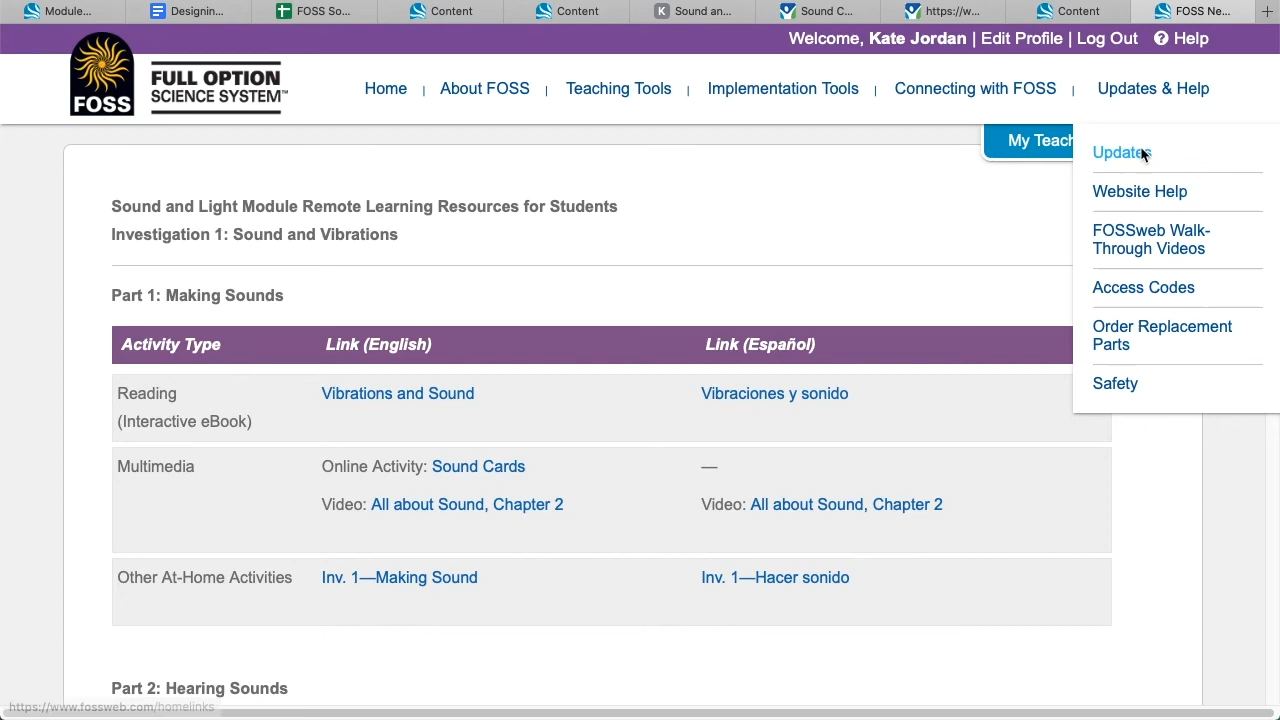 Module...
Designin...
FOSS So...
Content
Content
Sound an...
Sound C...
https://w...
Content
FOSS Ne...
Welcome, Kate Jordan | Edit Profile | Log Out Help
FOSS
FULL OPTION
SCIENCE SYSTEM™
Home | About FOSS | Teaching Tools | Implementation Tools | Connecting with FOSS | Updates & Help
My Teach
Updates
Website Help
FOSSweb Walk-
Through Videos
Access Codes
Order Replacement
Parts
Safety
Sound and Light Module Remote Learning Resources for Students
Investigation 1: Sound and Vibrations
Part 1: Making Sounds
Activity Type Link (English) Link (Español)
Reading Vibrations and Sound Vibraciones y sonido
(Interactive eBook)
Multimedia Online Activity: Sound Cards —
Video: All about Sound, Chapter 2 Video: All about Sound, Chapter 2
Other At-Home Activities Inv. 1—Making Sound Inv. 1—Hacer sonido
Part 2: Hearing Sounds
https://www.fossweb.com/homelinks